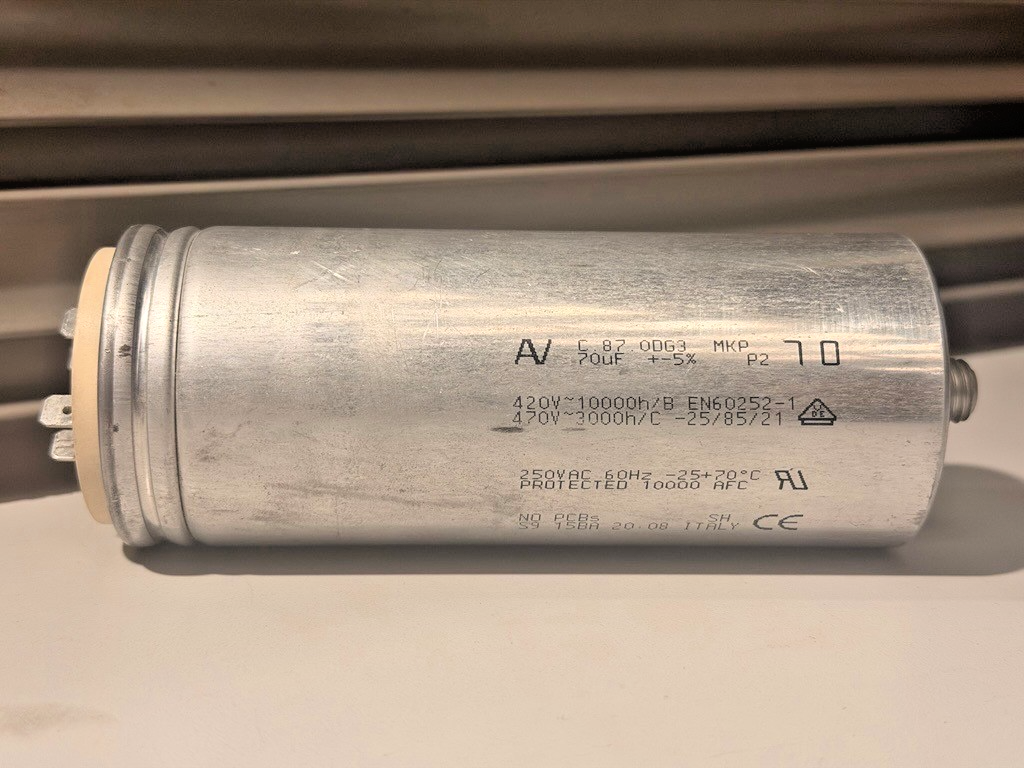 AV C.87.0DG3 MKP 70
70uF +-5% P2
420V~10000h/B EN60252-1
470V~3000h/C -25/85/21
250VAC 60Hz -25+70°C
PROTECTED 10000 AFC
NO PCBs SH
S9 15BA 20.08 ITALY CE